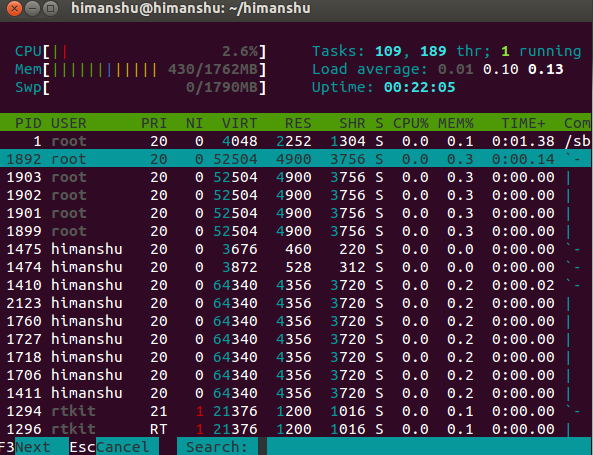 himanshu@himanshu: ~/himanshu
CPU[|| 2.6%] Tasks: 109, 189 thr; 1 running
Mem[||||||||||||| 430/1762MB] Load average: 0.01 0.10 0.13
Swp[ 0/1790MB] Uptime: 00:22:05
PID USER PRI NI VIRT RES SHR S CPU% MEM% TIME+ Com
1 root 20 0 4048 2252 1304 S 0.0 0.1 0:01.38 /sb
1892 root 20 0 52504 4900 3756 S 0.0 0.3 0:00.14 `-
1903 root 20 0 52504 4900 3756 S 0.0 0.3 0:00.00 |
1902 root 20 0 52504 4900 3756 S 0.0 0.3 0:00.00 |
1901 root 20 0 52504 4900 3756 S 0.0 0.3 0:00.00 |
1899 root 20 0 52504 4900 3756 S 0.0 0.3 0:00.00 |
1475 himanshu 20 0 3676 460 220 S 0.0 0.0 0:00.00 `-
1474 himanshu 20 0 3872 528 312 S 0.0 0.0 0:00.00 `-
1410 himanshu 20 0 64340 4356 3720 S 0.0 0.2 0:00.02 `-
2123 himanshu 20 0 64340 4356 3720 S 0.0 0.2 0:00.00 |
1760 himanshu 20 0 64340 4356 3720 S 0.0 0.2 0:00.00 |
1727 himanshu 20 0 64340 4356 3720 S 0.0 0.2 0:00.00 |
1718 himanshu 20 0 64340 4356 3720 S 0.0 0.2 0:00.00 |
1706 himanshu 20 0 64340 4356 3720 S 0.0 0.2 0:00.00 |
1411 himanshu 20 0 64340 4356 3720 S 0.0 0.2 0:00.00 |
1294 rtkit 21 1 21376 1200 1016 S 0.0 0.1 0:00.00 `-
1296 rtkit RT 1 21376 1200 1016 S 0.0 0.1 0:00.00 |
F3Next EscCancel Search: